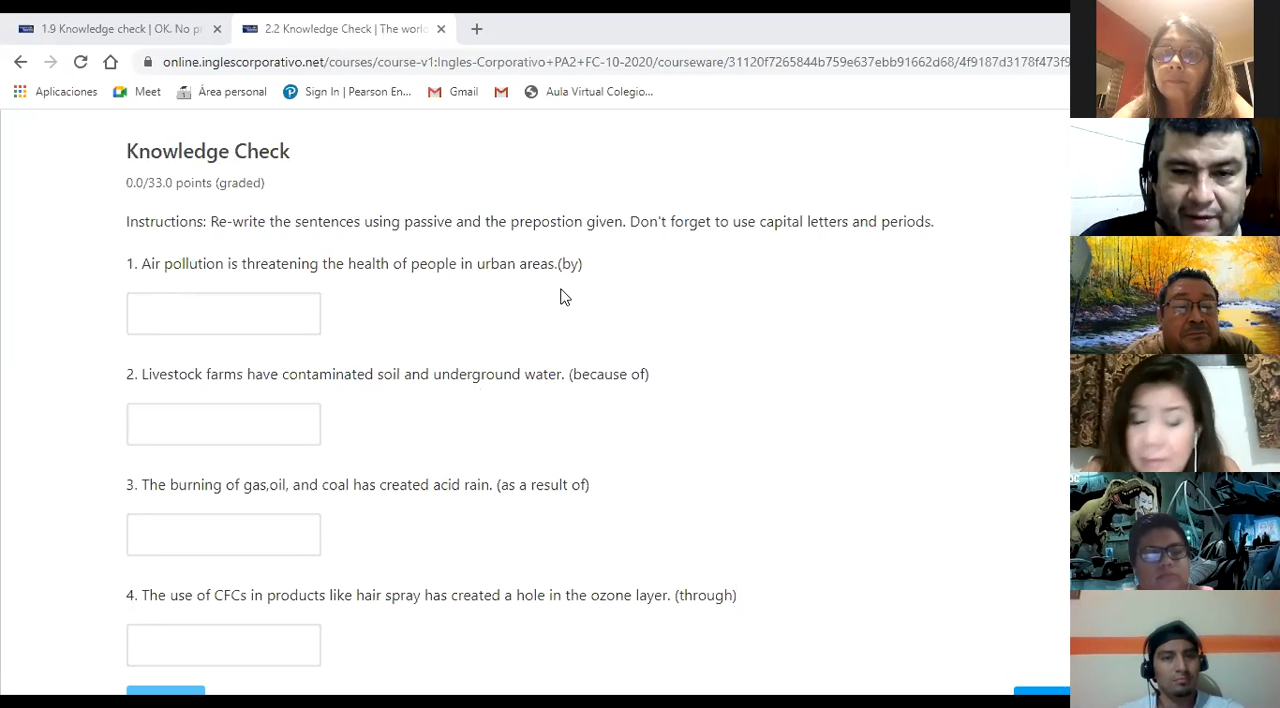 1.9 Knowledge check | OK. No pr
2.2 Knowledge Check | The worl
online.inglescorporativo.net/courses/course-v1:Ingles-Corporativo+PA2+FC-10-2020/courseware/31120f7265844b759e637ebb91662d68/4f9187d3178f473f9
Aplicaciones
Meet
Área personal
Sign In | Pearson En...
Gmail
Aula Virtual Colegio...
Knowledge Check
0.0/33.0 points (graded)
Instructions: Re-write the sentences using passive and the prepostion given. Don't forget to use capital letters and periods.
1. Air pollution is threatening the health of people in urban areas.(by)
2. Livestock farms have contaminated soil and underground water. (because of)
3. The burning of gas,oil, and coal has created acid rain. (as a result of)
4. The use of CFCs in products like hair spray has created a hole in the ozone layer. (through)